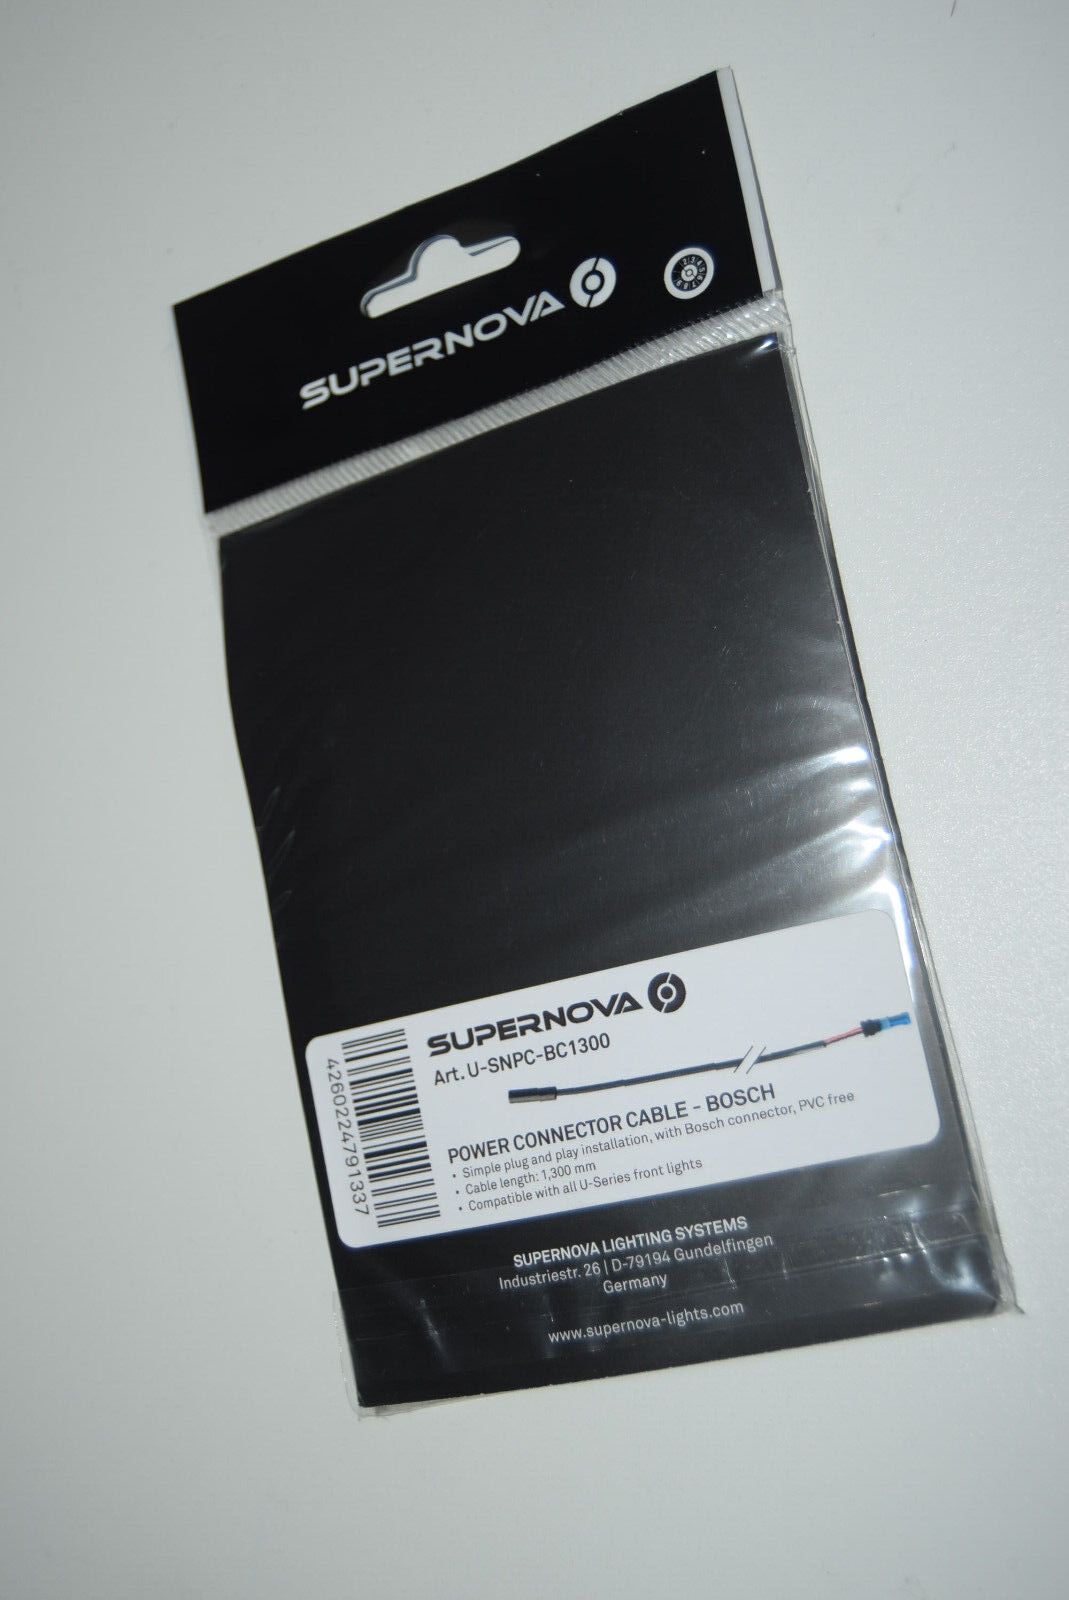 SUPERNOVA
SUPERNOVA
Art. U-SNPC-BC1300
4260224791337
POWER CONNECTOR CABLE - BOSCH
• Simple plug and play installation, with Bosch connector, PVC free
• Cable length: 1,300 mm
• Compatible with all U-Series front lights
SUPERNOVA LIGHTING SYSTEMS
Industriestr. 26 | D-79194 Gundelfingen
Germany
www.supernova-lights.com